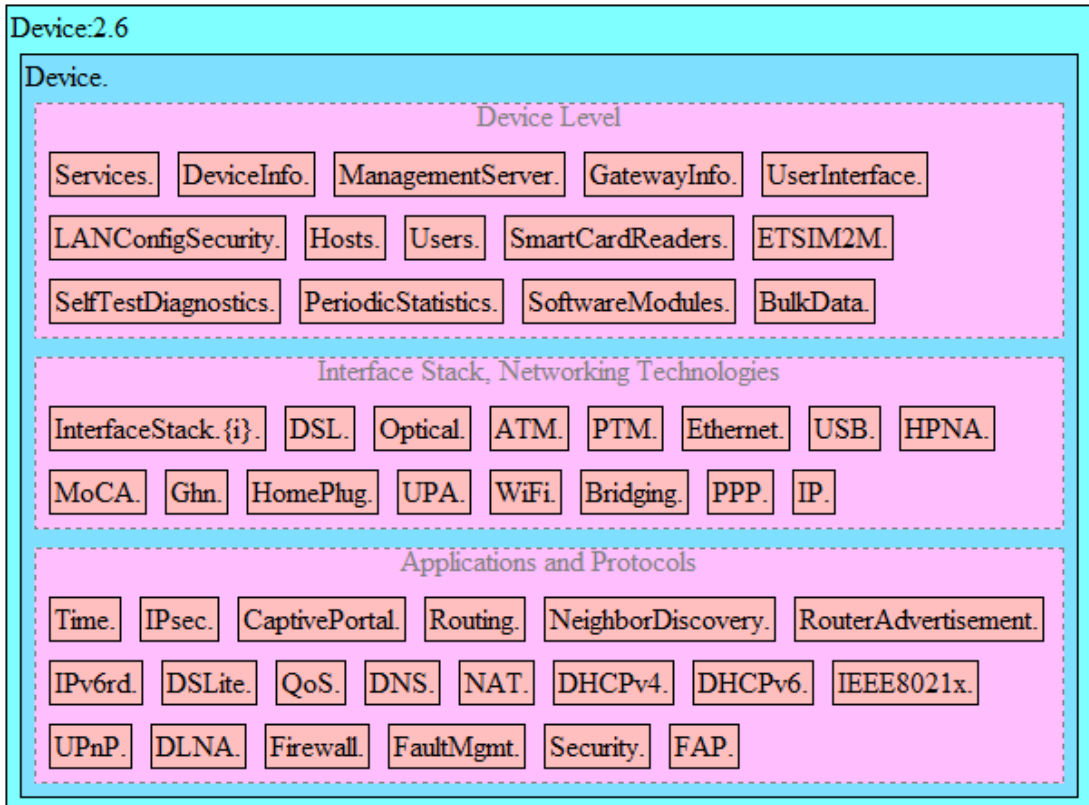 Device:2.6
Device.
Device Level
Services. DeviceInfo. ManagementServer. GatewayInfo. UserInterface.
LANConfigSecurity. Hosts. Users. SmartCardReaders. ETSIM2M.
SelfTestDiagnostics. PeriodicStatistics. SoftwareModules. BulkData.
Interface Stack, Networking Technologies
InterfaceStack.{i}. DSL. Optical. ATM. PTM. Ethernet. USB. HPNA.
MoCA. Ghn. HomePlug. UPA. WiFi. Bridging. PPP. IP.
Applications and Protocols
Time. IPsec. CaptivePortal. Routing. NeighborDiscovery. RouterAdvertisement.
IPv6rd. DSLite. QoS. DNS. NAT. DHCPv4. DHCPv6. IEEE8021x.
UPnP. DLNA. Firewall. FaultMgmt. Security. FAP.